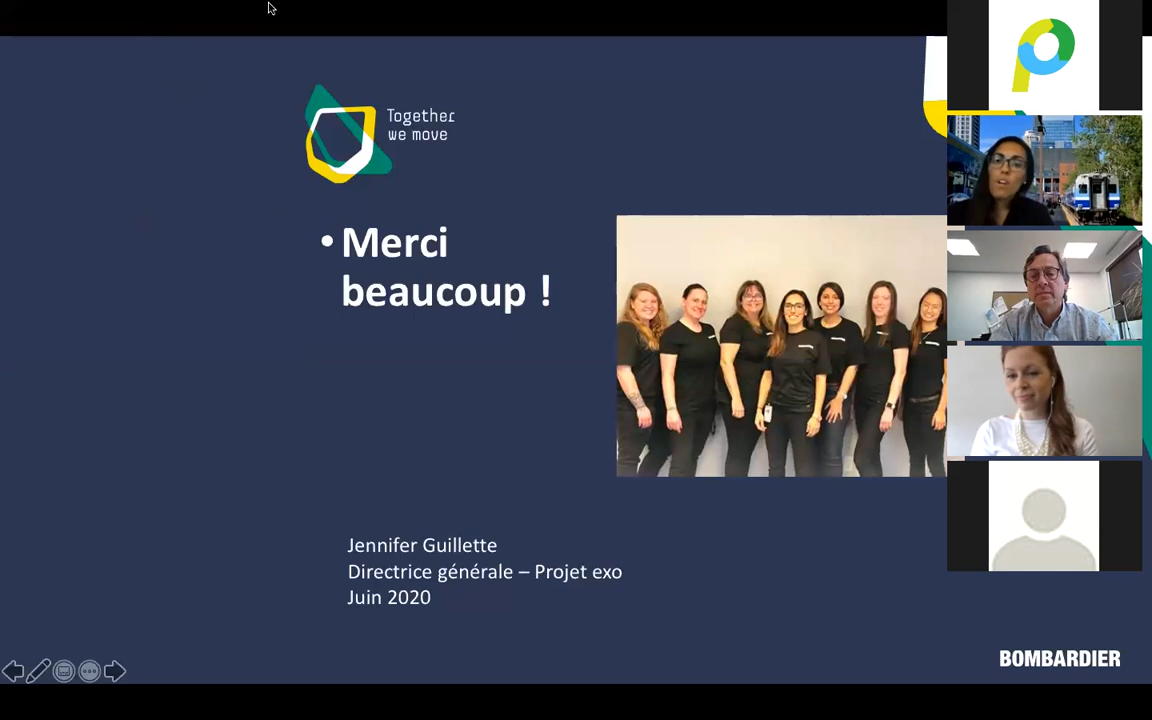 Together
we move
• Merci
beaucoup !
Jennifer Guillette
Directrice générale – Projet exo
Juin 2020
BOMBARDIER